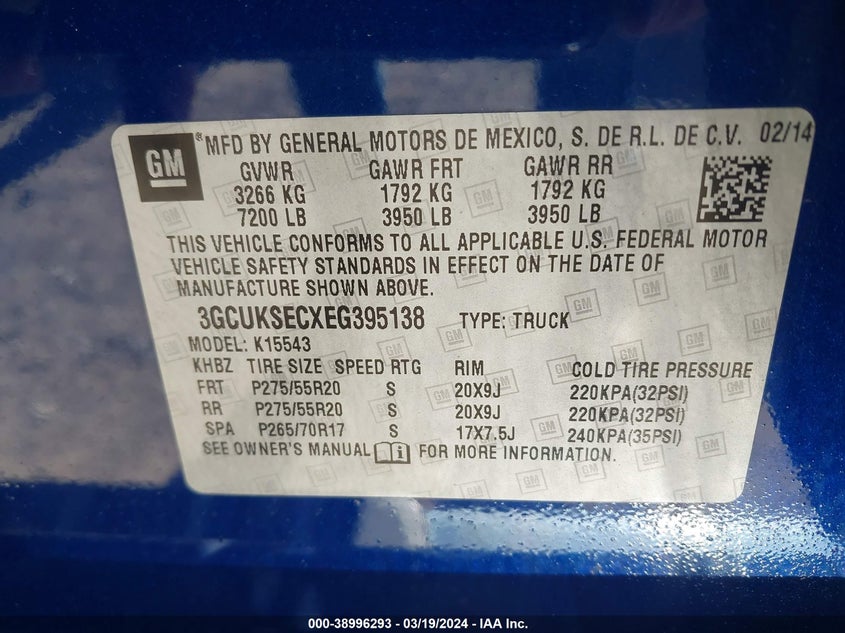 GM ® MFD BY GENERAL MOTORS DE MEXICO, S. DE R.L. DE C.V. 02/14
GVWR GAWR FRT GAWR RR
3266 KG 1792 KG 1792 KG
7200 LB 3950 LB 3950 LB
THIS VEHICLE CONFORMS TO ALL APPLICABLE U.S. FEDERAL MOTOR
VEHICLE SAFETY STANDARDS IN EFFECT ON THE DATE OF
MANUFACTURE SHOWN ABOVE.
3GCUKSECXEG395138 TYPE: TRUCK
MODEL: K15543
KHBZ TIRE SIZE SPEED RTG RIM COLD TIRE PRESSURE
FRT P275/55R20 S 20X9J 220KPA(32PSI)
RR P275/55R20 S 20X9J 220KPA(32PSI)
SPA P265/70R17 S 17X7.5J 240KPA(35PSI)
SEE OWNER'S MANUAL FOR MORE INFORMATION.
000-38996293 - 03/19/2024 - IAA Inc.